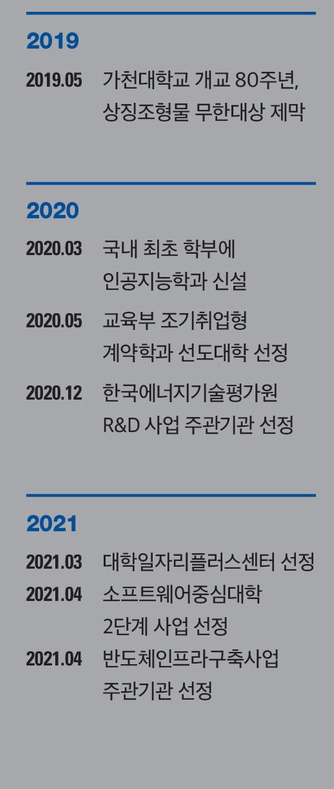 2019
2019.05 가천대학교 개교 80주년,
상징조형물 무한대상 제막
2020
2020.03 국내 최초 학부에
인공지능학과 신설
2020.05 교육부 조기취업형
계약학과 선도대학 선정
2020.12 한국에너지기술평가원
R&D 사업 주관기관 선정
2021
2021.03 대학일자리플러스센터 선정
2021.04 소프트웨어중심대학
2단계 사업 선정
2021.04 반도체인프라구축사업
주관기관 선정